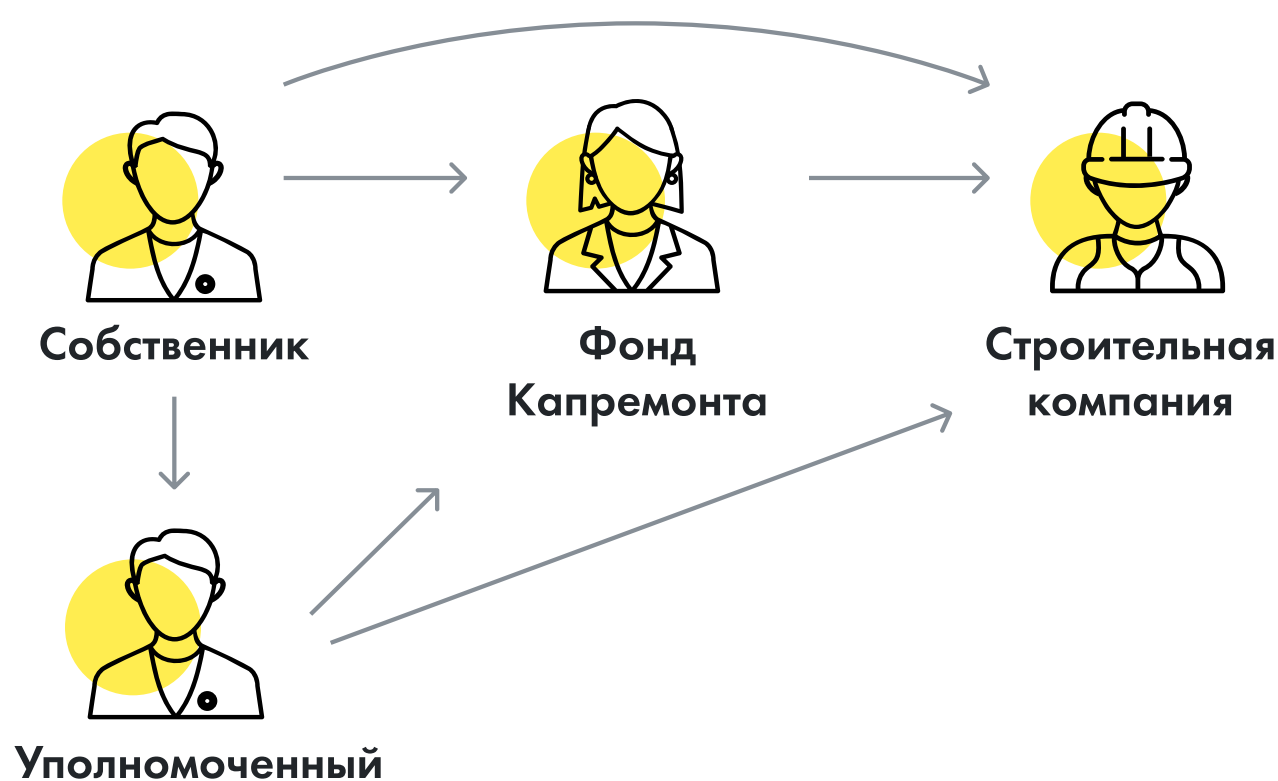 Собственник
Фонд
Капремонта
Строительная
компания
Уполномоченный